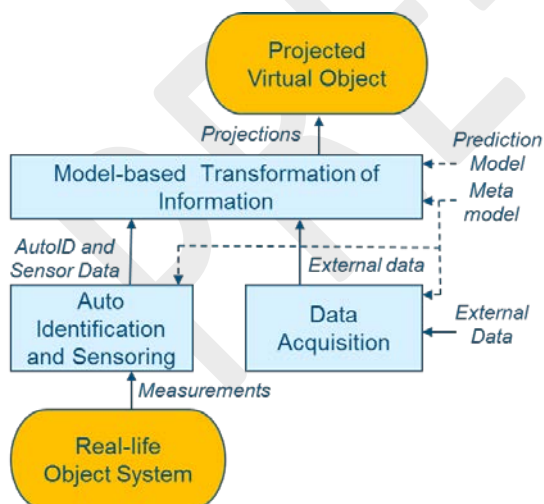 Projected
Virtual Object
Projections
Prediction
Model
Model-based Transformation of
Information
Meta
model
AutoID and
Sensor Data
External data
Auto
Identification
and Sensoring
Data
Acquisition
External
Data
Measurements
Real-life
Object System